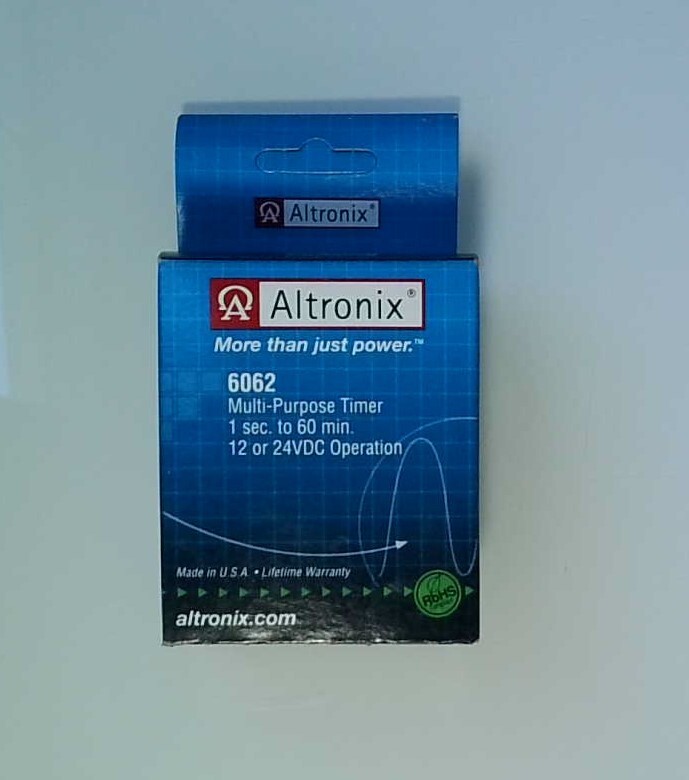 Altronix®
Altronix®
More than just power.™
6062
Multi-Purpose Timer
1 sec. to 60 min.
12 or 24VDC Operation
Made in U.S.A. • Lifetime Warranty
RoHS
altronix.com